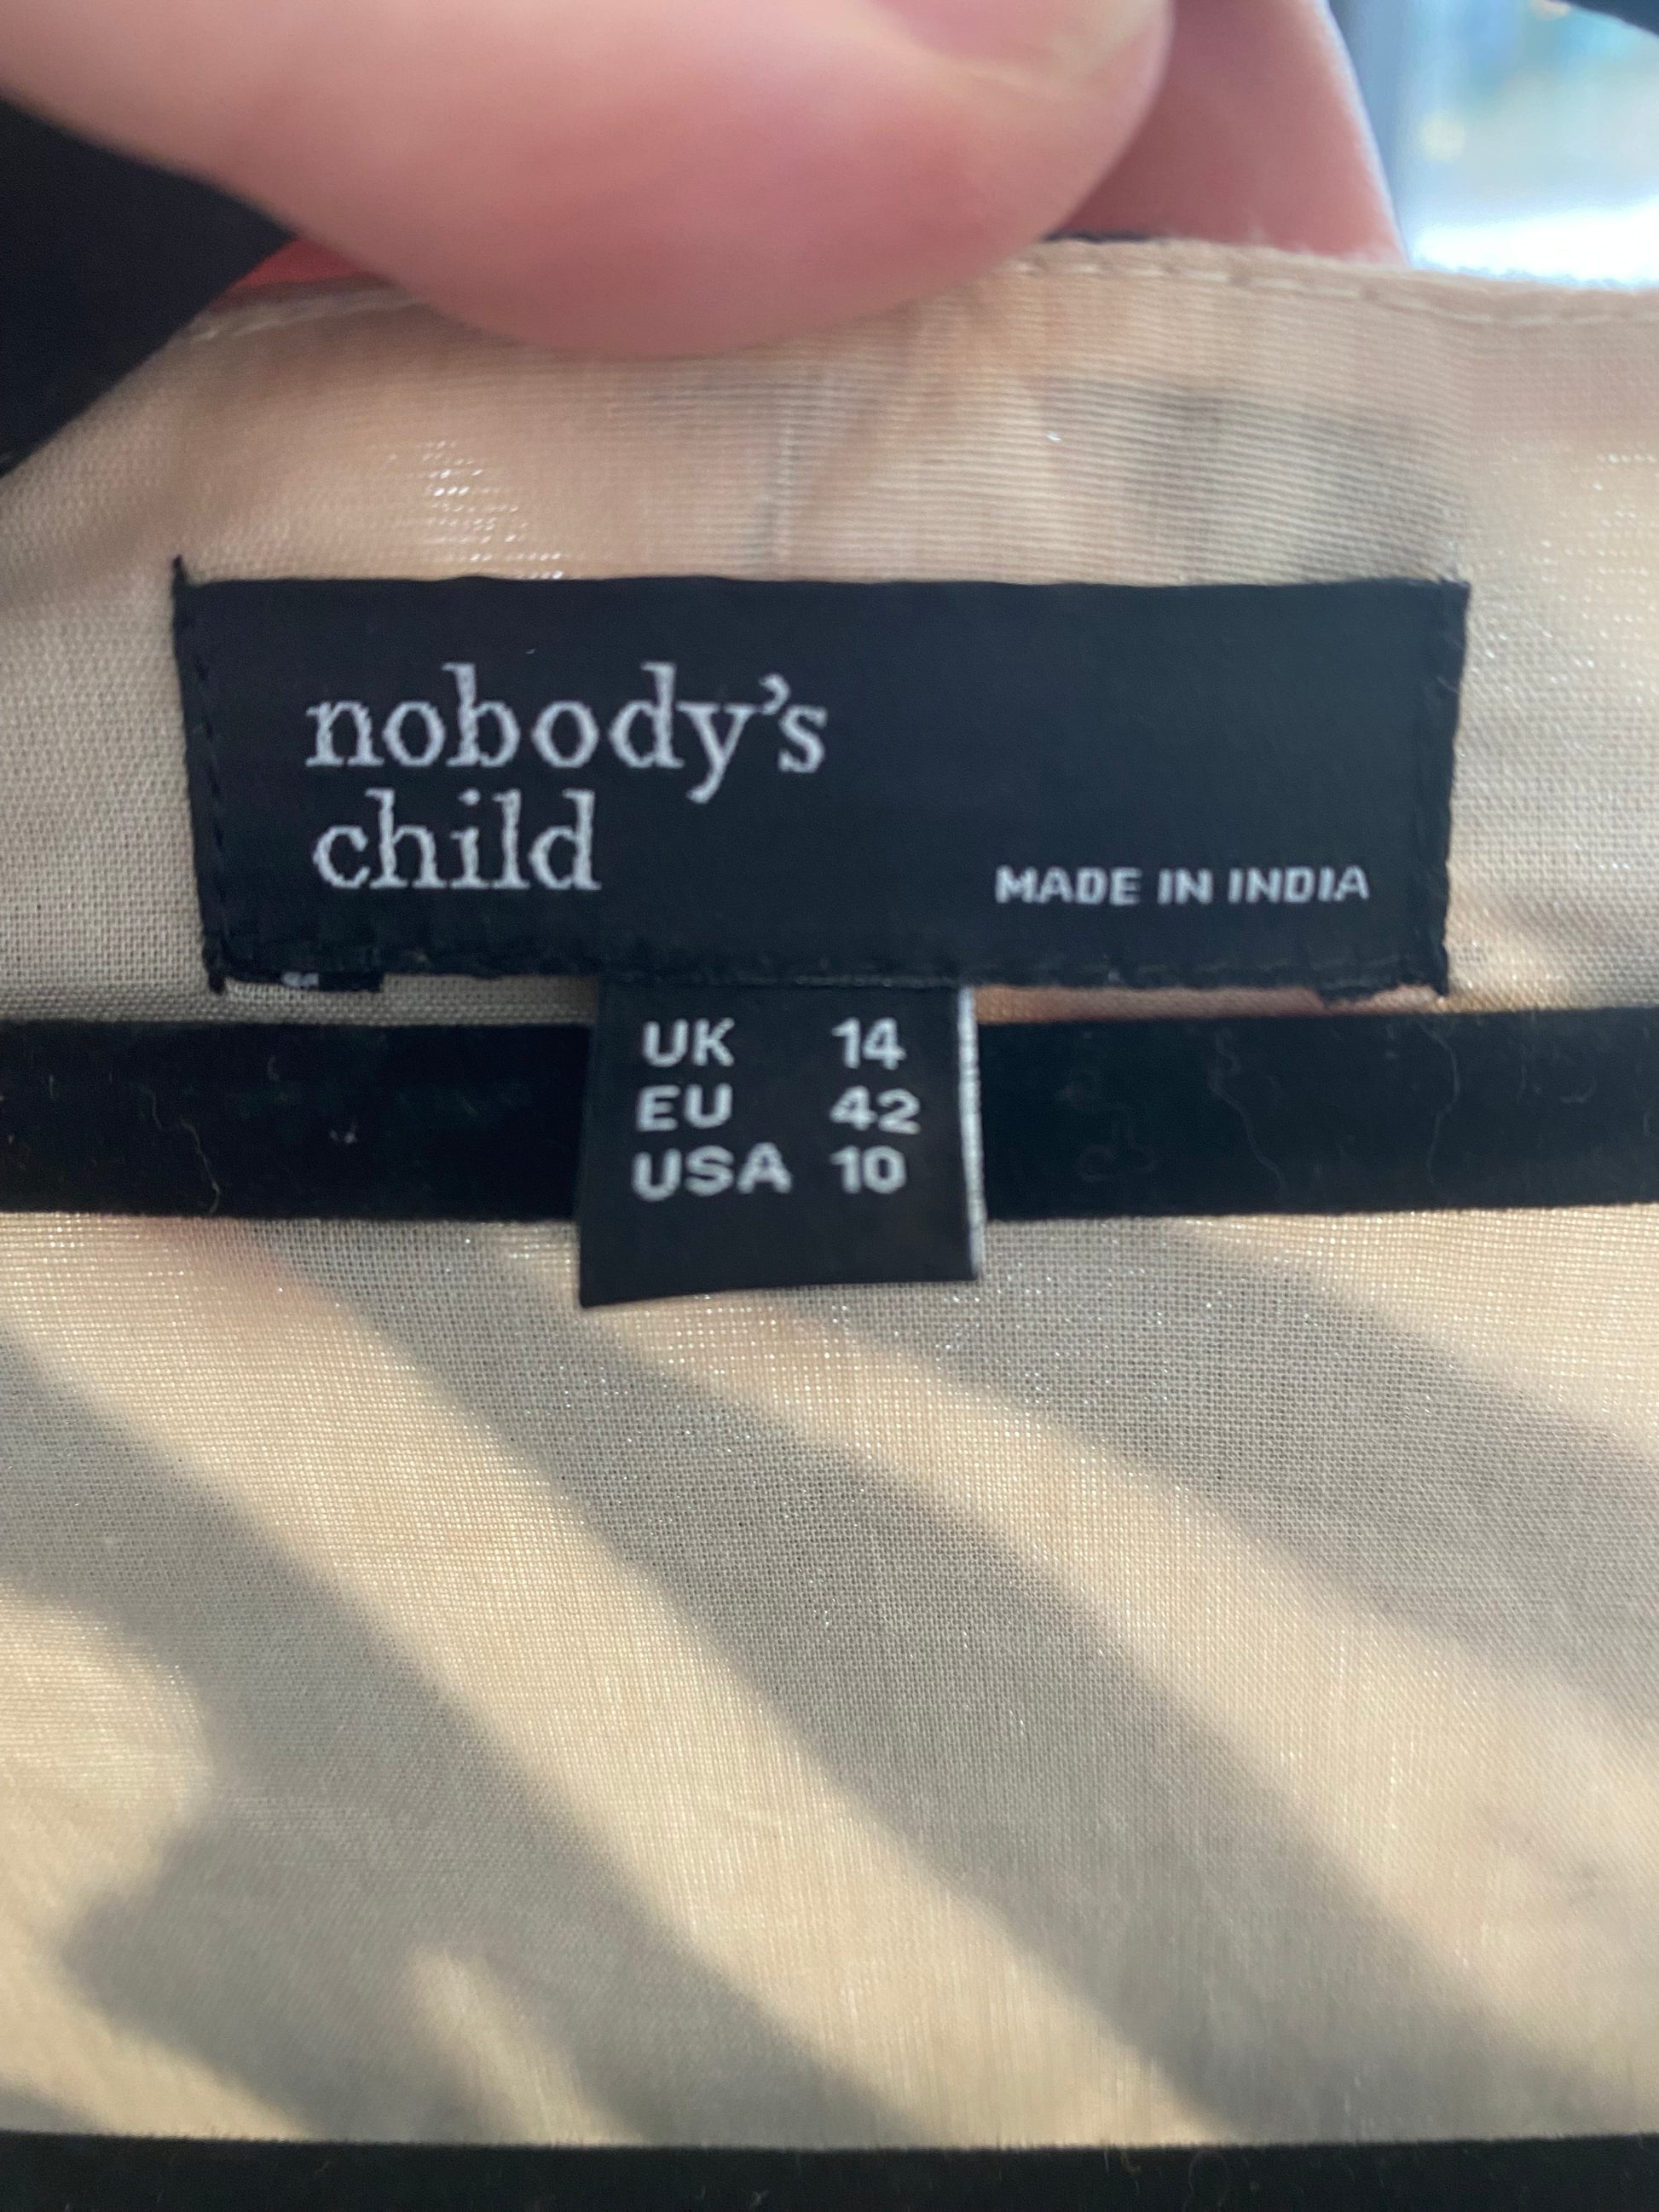 nobody's
child
MADE IN INDIA
UK 14
EU 42
USA 10